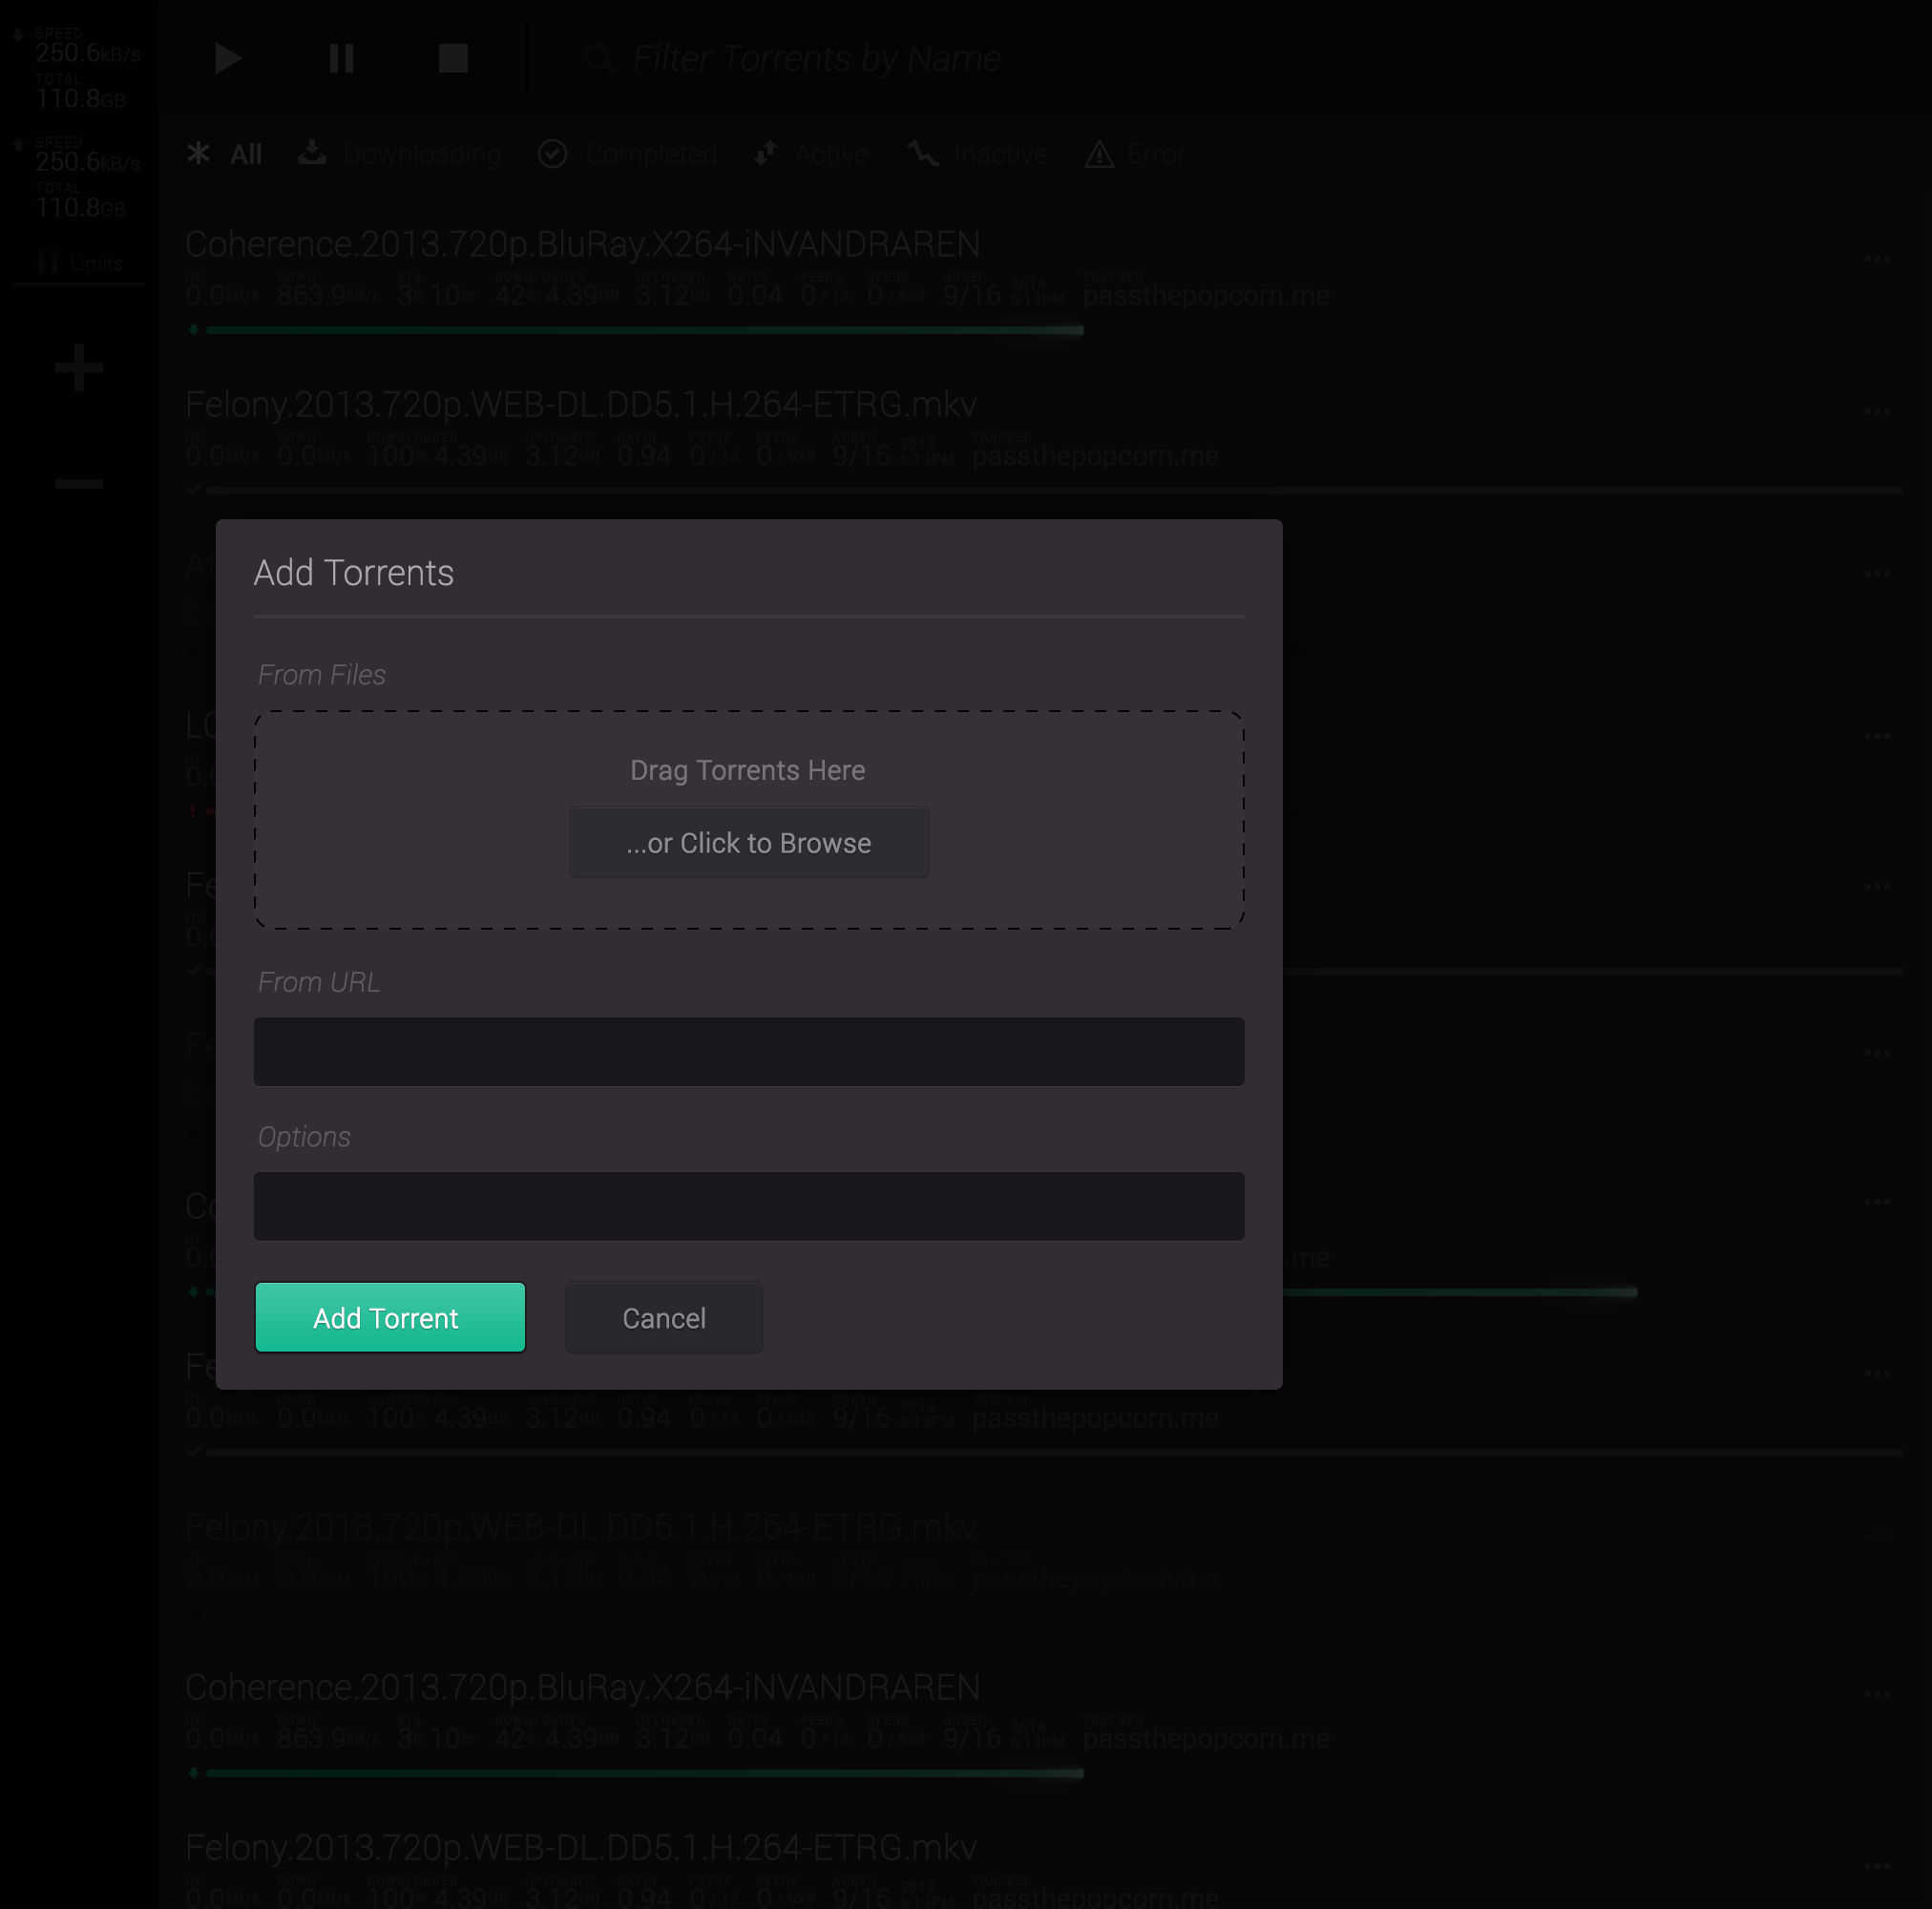 SPEED
250.6kB/s
TOTAL
110.8GB
SPEED
250.6kB/s
TOTAL
110.8GB
Limits
Filter Torrents by Name
All Downloading Completed Active Inactive Error
Coherence.2013.720p.BluRay.X264-iNVANDRAREN
UP DOWN ETA DOWNLOADED UPLOADED RATIO PEERS SEEDS ADDED 2014 TRACKER
0.0kB/s 863.9kB/s 3h 10m 42% 4.39GB 3.12GB 0.04 0 / 12 0 / 623 9/16 6:13PM passthepopcorn.me
Felony.2013.720p.WEB-DL.DD5.1.H.264-ETRG.mkv
UP DOWN DOWNLOADED UPLOADED RATIO PEERS SEEDS ADDED 2014 TRACKER
0.0kB/s 0.0kB/s 100% 4.39GB 3.12GB 0.94 0 / 12 0 / 623 9/16 6:13PM passthepopcorn.me
Add Torrents
From Files
Drag Torrents Here
...or Click to Browse
From URL
Options
.me
Add Torrent Cancel
UP DOWN DOWNLOADED UPLOADED RATIO PEERS SEEDS ADDED 2014 TRACKER
0.0kB/s 0.0kB/s 100% 4.39GB 3.12GB 0.94 0 / 12 0 / 623 9/16 6:13PM passthepopcorn.me
Felony.2013.720p.WEB-DL.DD5.1.H.264-ETRG.mkv
0.0kB/s 0.0kB/s 100% 4.39 3.12 0.94 0 0 9/16 passthepopcorn.me
Coherence.2013.720p.BluRay.X264-iNVANDRAREN
UP DOWN ETA DOWNLOADED UPLOADED RATIO PEERS SEEDS ADDED 2014 TRACKER
0.0kB/s 863.9kB/s 3h 10m 42% 4.39GB 3.12GB 0.04 0 / 12 0 / 623 9/16 6:13PM passthepopcorn.me
Felony.2013.720p.WEB-DL.DD5.1.H.264-ETRG.mkv
UP DOWN DOWNLOADED UPLOADED RATIO PEERS SEEDS ADDED 2014 TRACKER
0.0kB/s 0.0kB/s 100% 4.39GB 3.12GB 0.94 0 / 12 0 / 623 9/16 6:13PM passthepopcorn.me